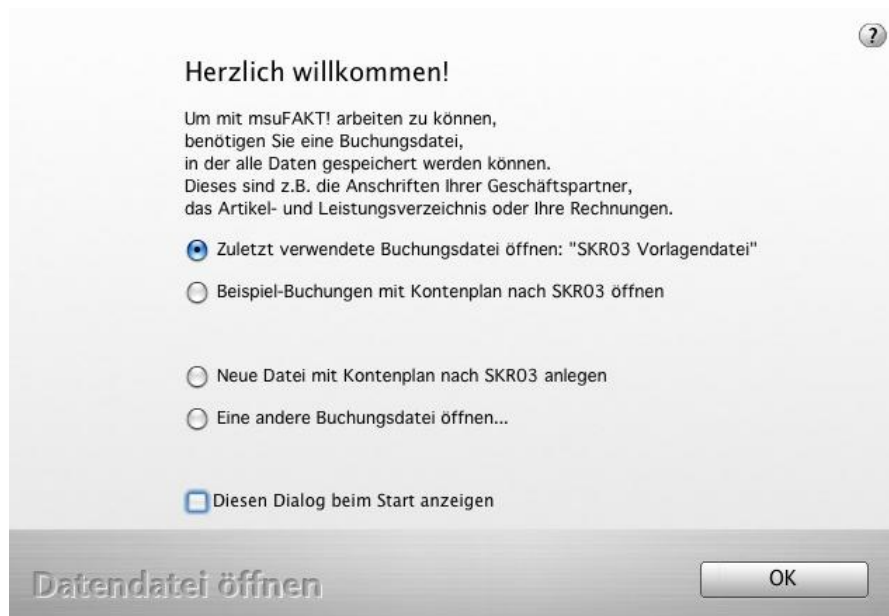 ?
Herzlich willkommen!
Um mit msuFAKT! arbeiten zu können,
benötigen Sie eine Buchungsdatei,
in der alle Daten gespeichert werden können.
Dieses sind z.B. die Anschriften Ihrer Geschäftspartner,
das Artikel- und Leistungsverzeichnis oder Ihre Rechnungen.
Zuletzt verwendete Buchungsdatei öffnen: "SKR03 Vorlagendatei"
Beispiel-Buchungen mit Kontenplan nach SKR03 öffnen
Neue Datei mit Kontenplan nach SKR03 anlegen
Eine andere Buchungsdatei öffnen...
Diesen Dialog beim Start anzeigen
Datendatei öffnen
OK